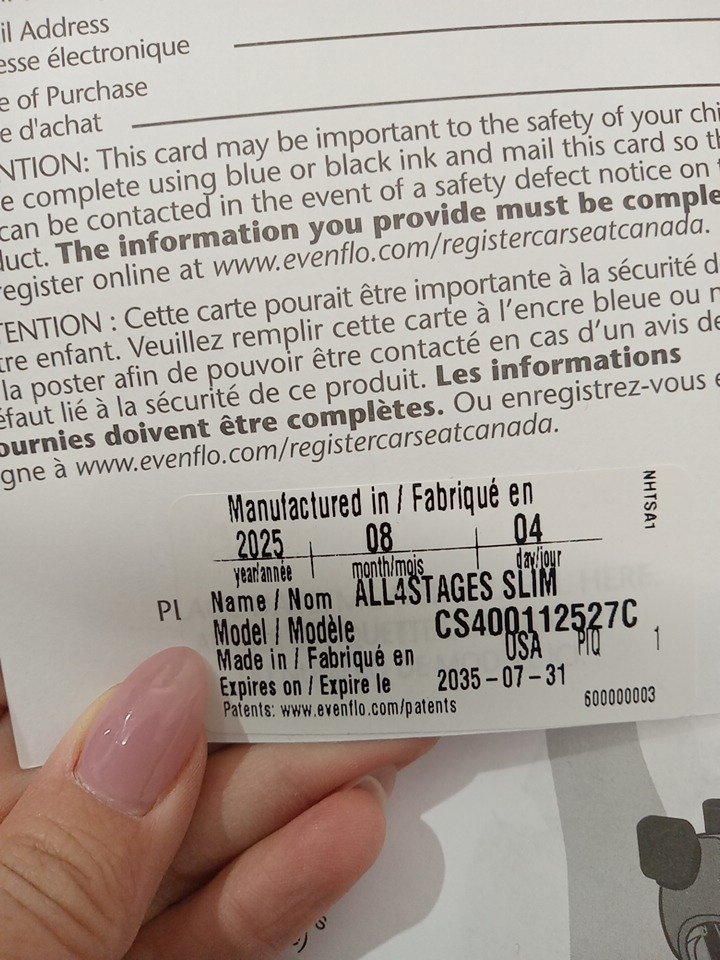 il Address
esse électronique
e of Purchase
e d'achat
NTION: This card may be important to the safety of your chi
e complete using blue or black ink and mail this card so th
can be contacted in the event of a safety defect notice on t
duct. The information you provide must be comple
register online at www.evenflo.com/registercarseatcanada.
TENTION : Cette carte pourait être importante à la sécurité d
tre enfant. Veuillez remplir cette carte à l'encre bleue ou n
la poster afin de pouvoir être contacté en cas d'un avis de
éfaut lié à la sécurité de ce produit. Les informations
ournies doivent être complètes. Ou enregistrez-vous e
igne à www.evenflo.com/registercarseatcanada.
Manufactured in / Fabriqué en
NHTSA1
2025 08 04
year/année month/mois day/jour
PL
Name / Nom ALL4STAGES SLIM
Model / Modèle CS400112527C
Made in / Fabriqué en USA PIQ 1
Expires on / Expire le 2035-07-31
Patents: www.evenflo.com/patents 600000003